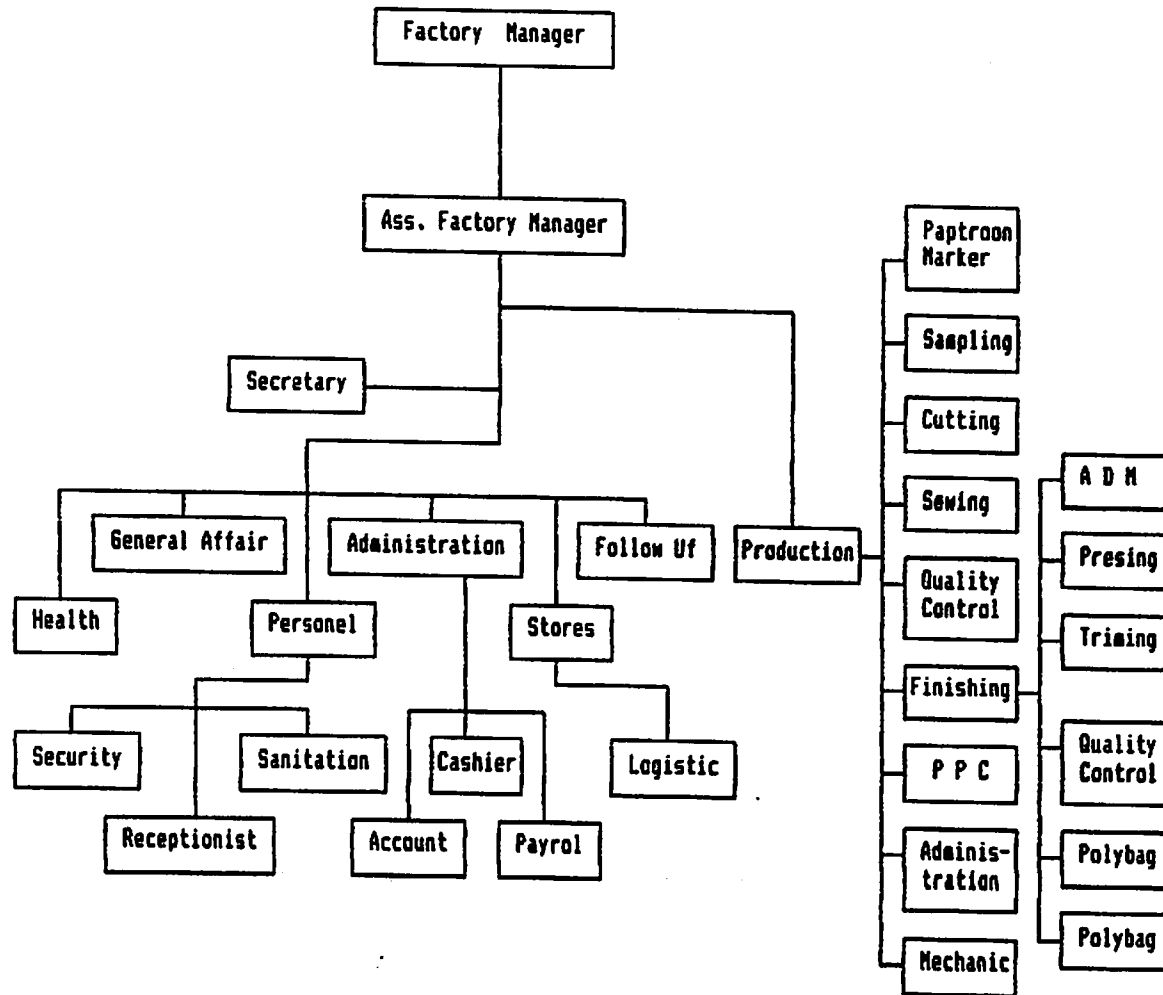 Factory Manager
Ass. Factory Manager
Secretary
General Affair
Administration
Follow Uf
Health
Personel
Stores
Security
Sanitation
Cashier
Logistic
Receptionist
Account
Payrol
Production
Paptroon
Marker
Sampling
Cutting
Sewing
Quality
Control
Finishing
P P C
Adminis-
tration
Mechanic
A D M
Presing
Triming
Quality
Control
Polybag
Polybag